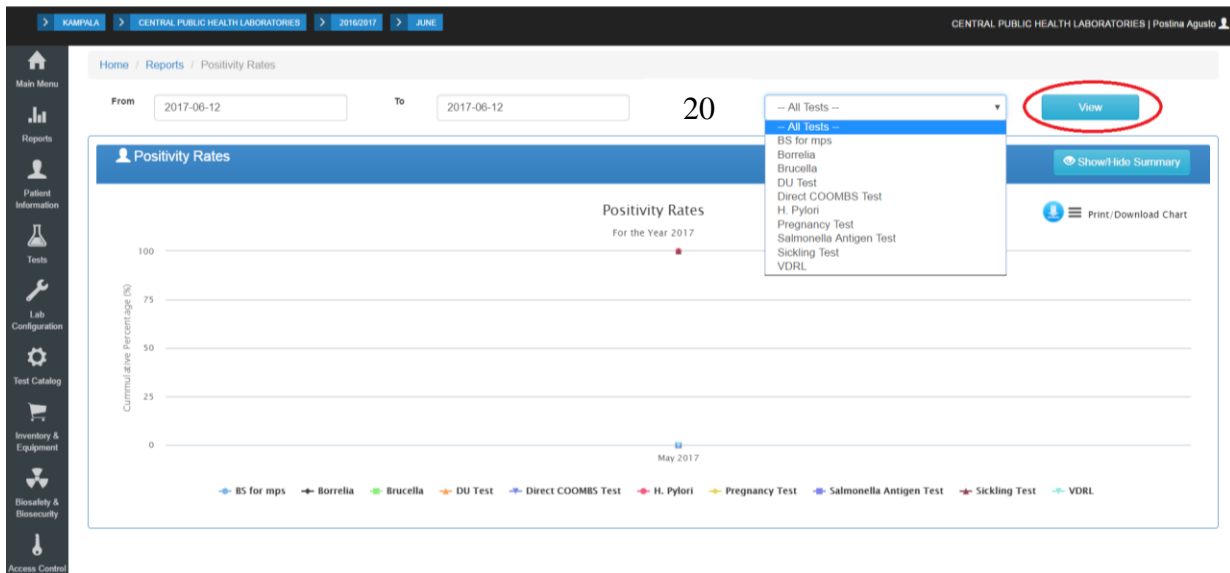 KAMPALA CENTRAL PUBLIC HEALTH LABORATORIES 2016/2017 JUNE CENTRAL PUBLIC HEALTH LABORATORIES | Postina Agusto
Main Menu
Reports
Patient
Information
Tests
Lab
Configuration
Test Catalog
Inventory &
Equipment
Biosafety &
Biosecurity
Access Control
Home / Reports / Positivity Rates
From 2017-06-12 To 2017-06-12 20 -- All Tests -- View
-- All Tests --
BS for mps
Borrelia
Brucella
DU Test
Direct COOMBS Test
H. Pylori
Pregnancy Test
Salmonella Antigen Test
Sickling Test
VDRL
Positivity Rates Show/Hide Summary
Positivity Rates
For the Year 2017
Print/Download Chart
Cummulative Percentage (%)
100
75
50
25
0
May 2017
BS for mps Borrelia Brucella DU Test Direct COOMBS Test H. Pylori Pregnancy Test Salmonella Antigen Test Sickling Test VDRL